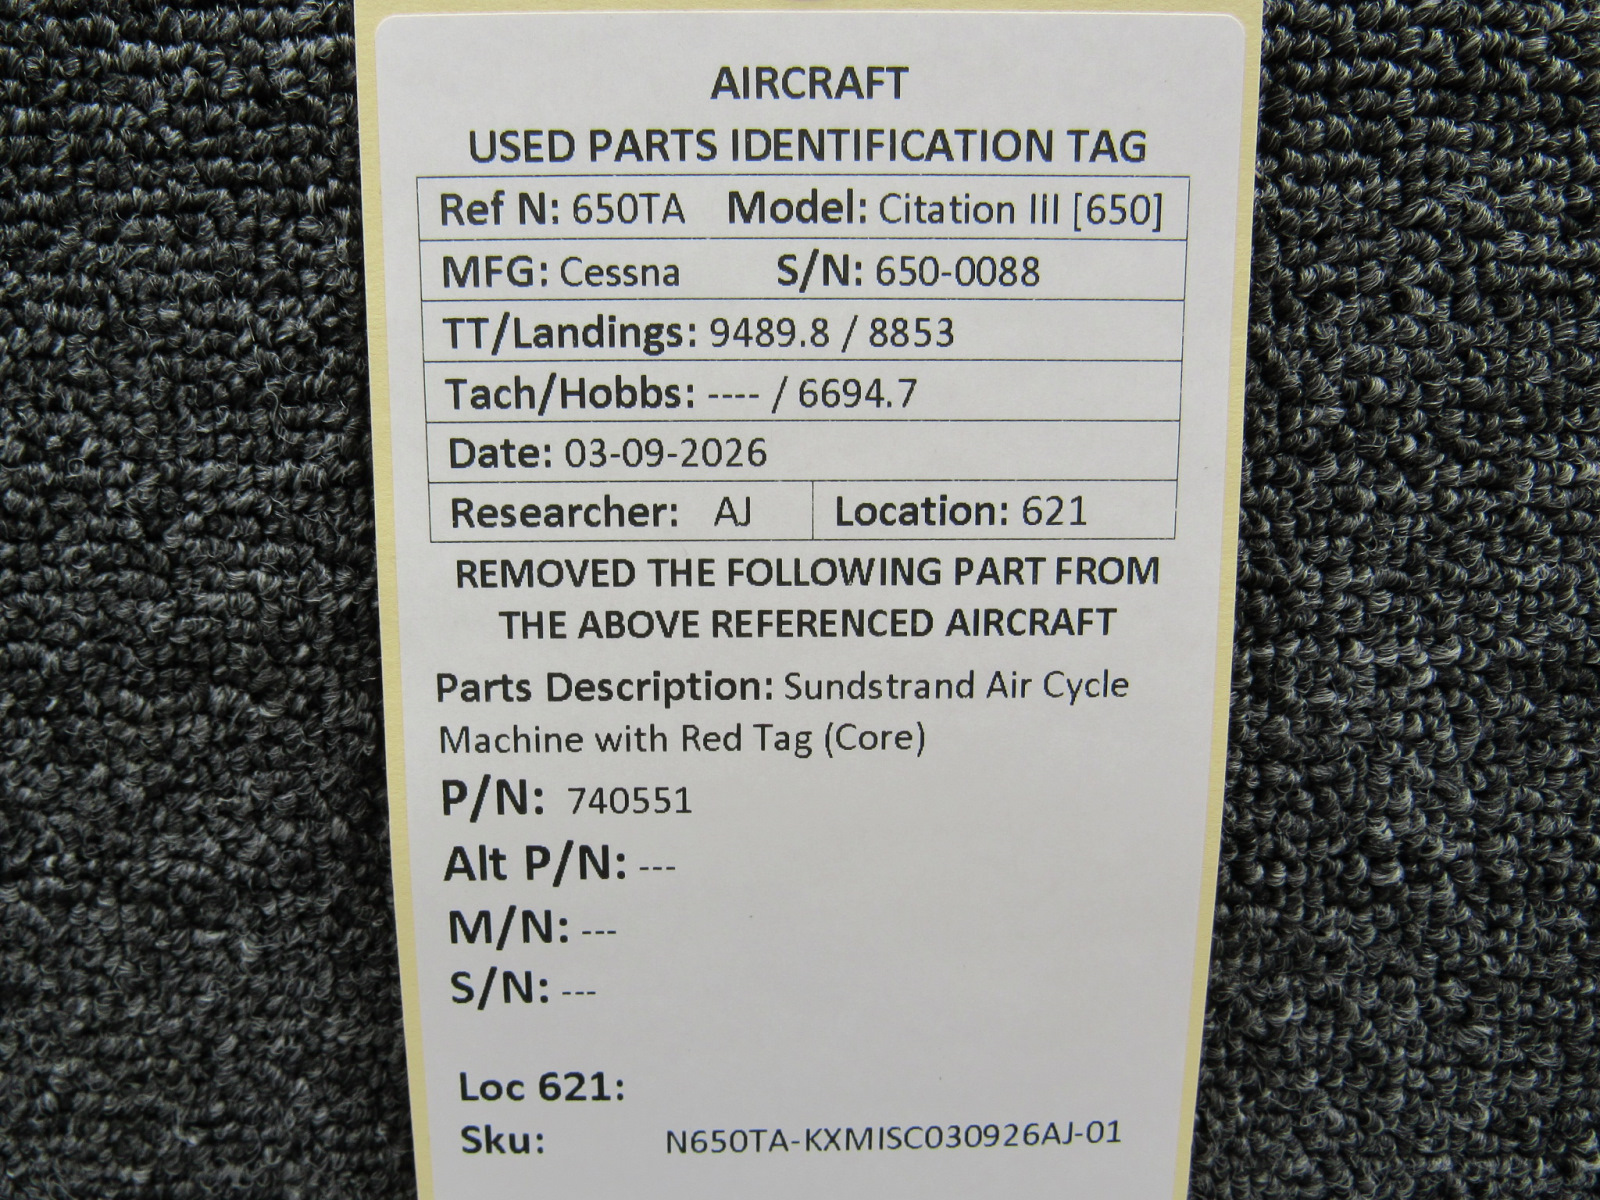 AIRCRAFT
USED PARTS IDENTIFICATION TAG
Ref N: 650TA Model: Citation III [650]
MFG: Cessna S/N: 650-0088
TT/Landings: 9489.8 / 8853
Tach/Hobbs: ---- / 6694.7
Date: 03-09-2026
Researcher: AJ Location: 621
REMOVED THE FOLLOWING PART FROM
THE ABOVE REFERENCED AIRCRAFT
Parts Description: Sundstrand Air Cycle
Machine with Red Tag (Core)
P/N: 740551
Alt P/N: ---
M/N: ---
S/N: ---
Loc 621:
Sku: N650TA-KXMISC030926AJ-01